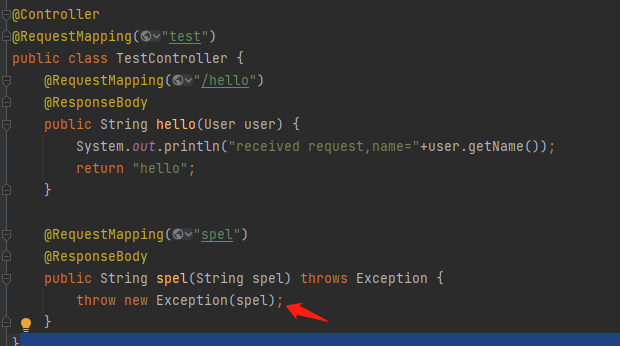 @Controller
@RequestMapping("test")
public class TestController {
@RequestMapping("/hello")
@ResponseBody
public String hello(User user) {
System.out.println("received request,name="+user.getName());
return "hello";
}
@RequestMapping("spel")
@ResponseBody
public String spel(String spel) throws Exception {
throw new Exception(spel);
}
}